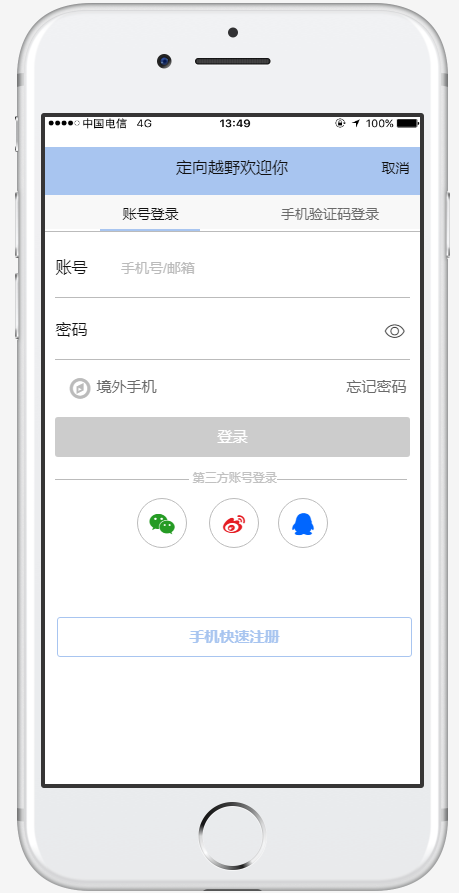 中国电信 4G 13:49 100%
定向越野欢迎你 取消
账号登录 手机验证码登录
账号 手机号/邮箱
密码
境外手机 忘记密码
登录
第三方账号登录
手机快速注册